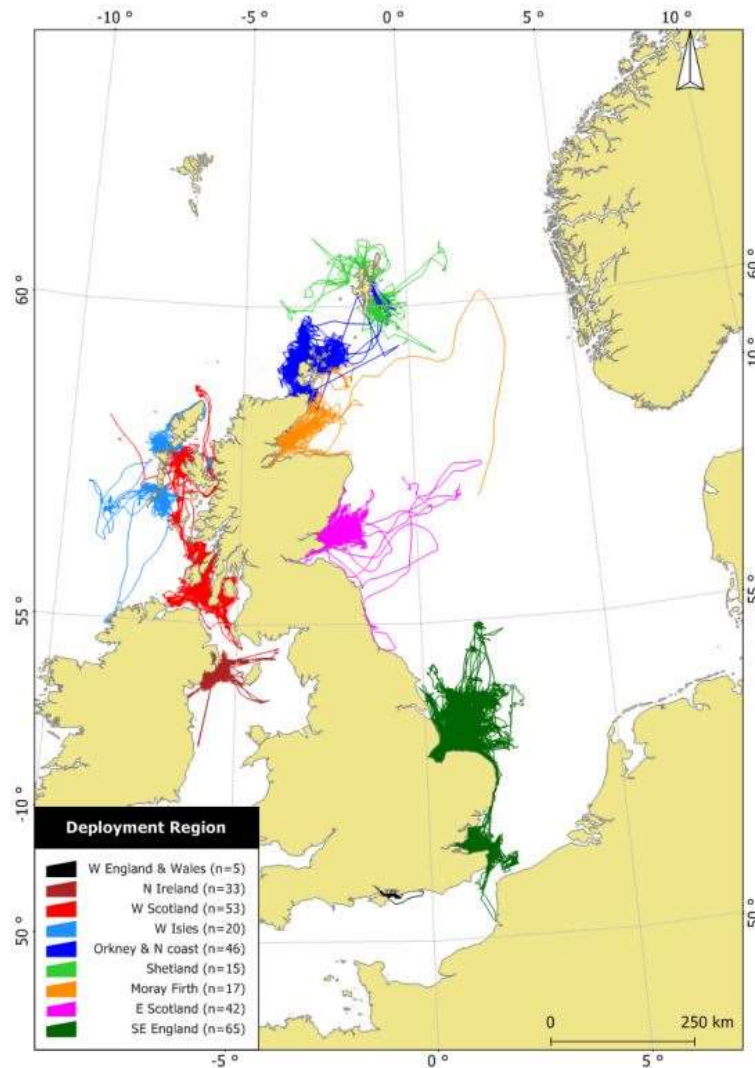 -10 ° -5 ° 0 ° 5 ° 10 °
60 °
60 °
10 °
55 °
55 °
-10 °
50 °
50 °
Deployment Region
W England & Wales (n=5)
N Ireland (n=33)
W Scotland (n=53)
W Isles (n=20)
Orkney & N coast (n=46)
Shetland (n=15)
Moray Firth (n=17)
E Scotland (n=42)
SE England (n=65)
0 250 km
-5 ° 0 ° 5 °